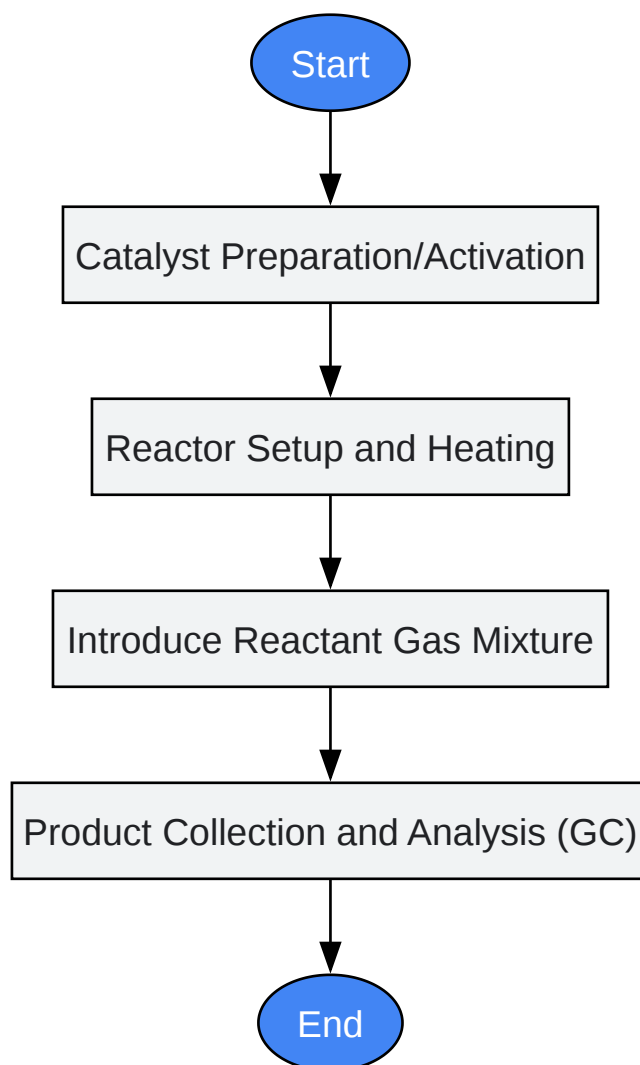 Start
Catalyst Preparation/Activation
Reactor Setup and Heating
Introduce Reactant Gas Mixture
Product Collection and Analysis (GC)
End